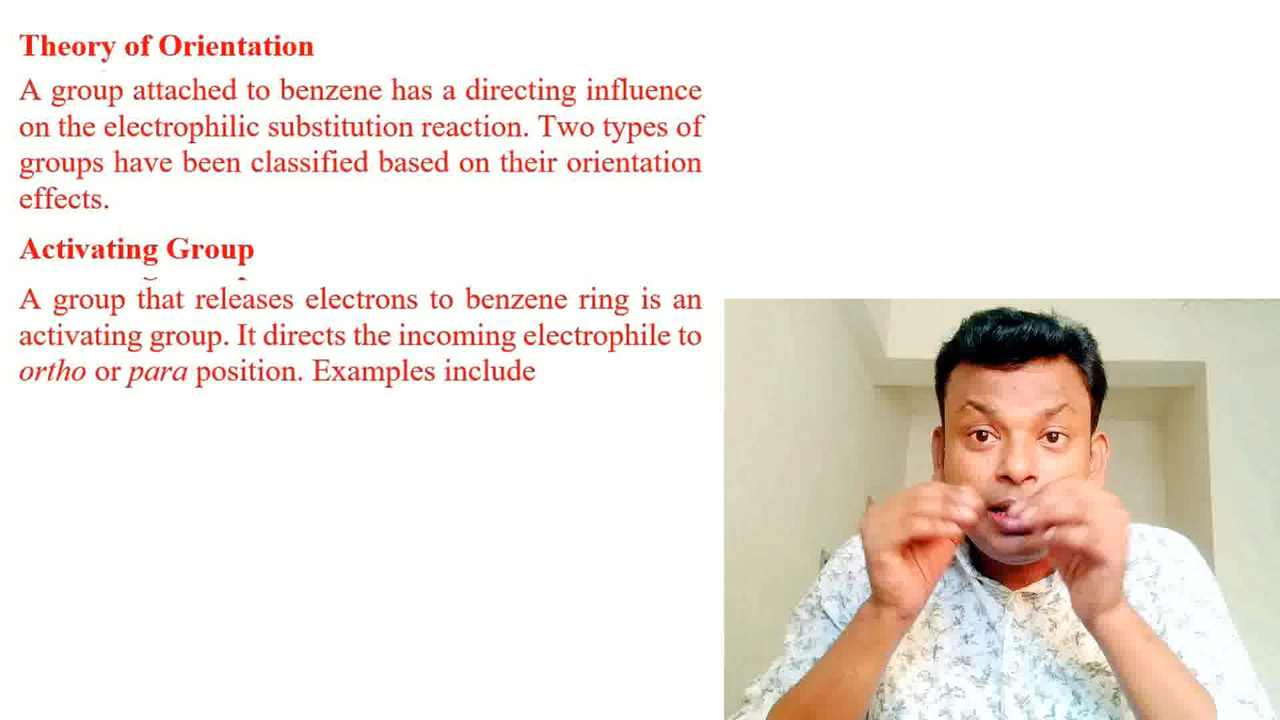 Theory of Orientation
A group attached to benzene has a directing influence
on the electrophilic substitution reaction. Two types of
groups have been classified based on their orientation
effects.
Activating Group
A group that releases electrons to benzene ring is an
activating group. It directs the incoming electrophile to
ortho or para position. Examples include